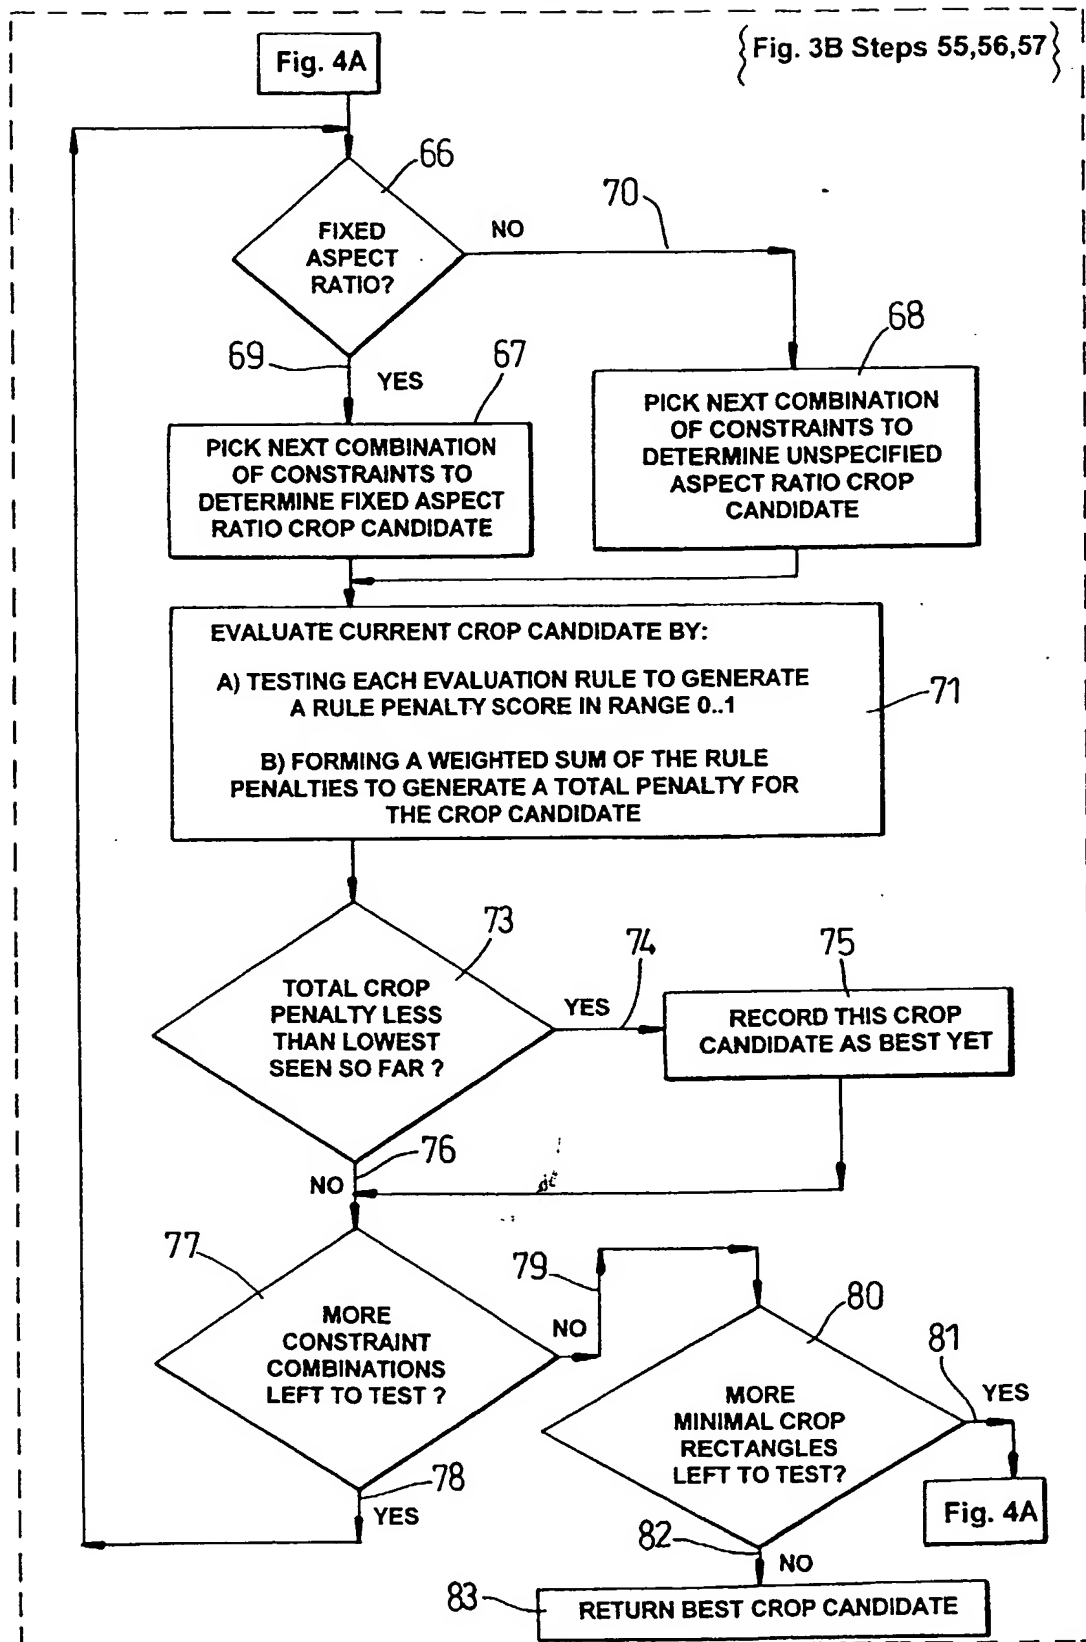 Fig. 4A
Fig. 3B Steps 55,56,57
66
FIXED
ASPECT
RATIO?
NO
70
69
YES
67
68
PICK NEXT COMBINATION
OF CONSTRAINTS TO
DETERMINE FIXED ASPECT
RATIO CROP CANDIDATE
PICK NEXT COMBINATION
OF CONSTRAINTS TO
DETERMINE UNSPECIFIED
ASPECT RATIO CROP
CANDIDATE
EVALUATE CURRENT CROP CANDIDATE BY:
A) TESTING EACH EVALUATION RULE TO GENERATE
A RULE PENALTY SCORE IN RANGE 0..1
B) FORMING A WEIGHTED SUM OF THE RULE
PENALTIES TO GENERATE A TOTAL PENALTY FOR
THE CROP CANDIDATE
71
73
TOTAL CROP
PENALTY LESS
THAN LOWEST
SEEN SO FAR ?
YES
74
75
RECORD THIS CROP
CANDIDATE AS BEST YET
76
NO
77
MORE
CONSTRAINT
COMBINATIONS
LEFT TO TEST ?
NO
79
78
YES
80
MORE
MINIMAL CROP
RECTANGLES
LEFT TO TEST?
81
YES
Fig. 4A
82
NO
83
RETURN BEST CROP CANDIDATE